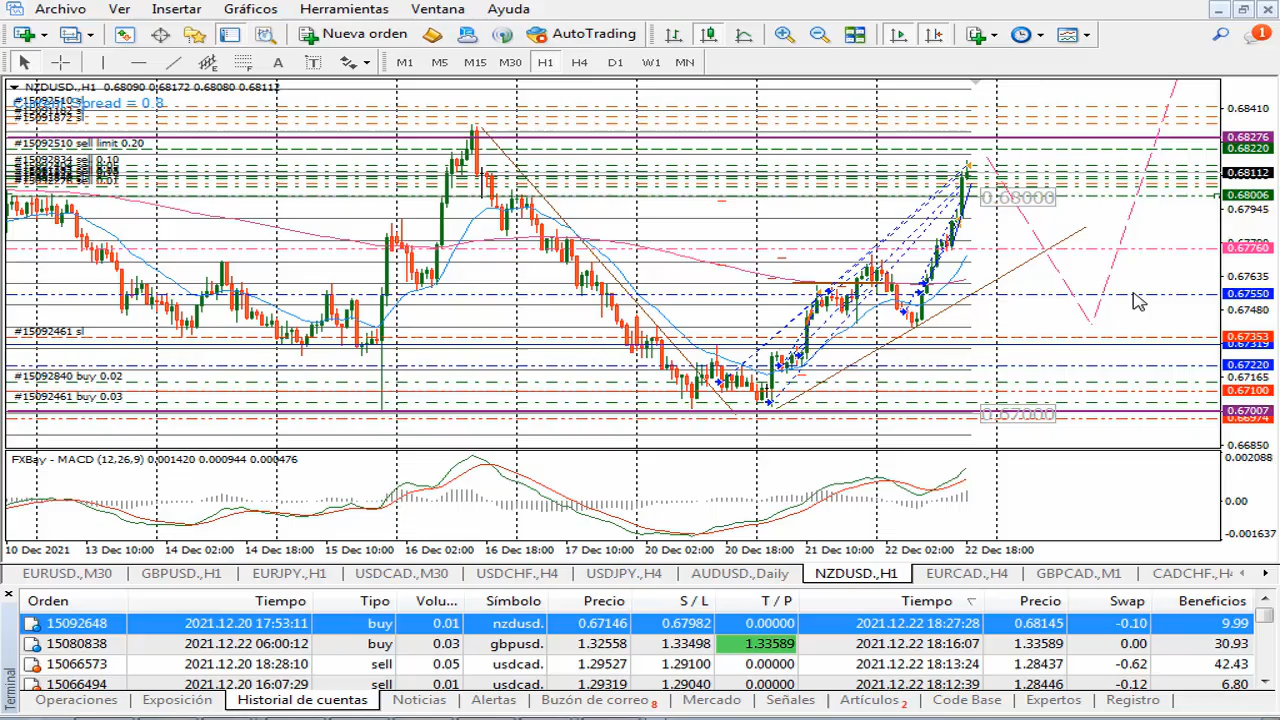 Archivo Ver Insertar Gráficos Herramientas Ventana Ayuda
Nueva orden AutoTrading 1
A T M1 M5 M15 M30 H1 H4 D1 W1 MN
NZDUSD.,H1 0.68090 0.68172 0.68080 0.68112
Spread = 0.8
#15092510 sl
#15091872 sl
#15092510 sell limit 0.20
#15092834 sell 0.10
sell 0.01
#15092461 sl
#15092840 buy 0.02
#15092461 buy 0.03
0.68000
0.67000
0.68410
0.68276
0.68220
0.68112
0.68006
0.67945
0.67760
0.67635
0.67550
0.67480
0.67353
0.67319
0.67220
0.67165
0.67100
0.67007
0.66974
0.66850
FXBay - MACD (12,26,9) 0.001420 0.000944 0.000476
0.002088
0.00
-0.001637
10 Dec 2021 13 Dec 10:00 14 Dec 02:00 14 Dec 18:00 15 Dec 10:00 16 Dec 02:00 16 Dec 18:00 17 Dec 10:00 20 Dec 02:00 20 Dec 18:00 21 Dec 10:00 22 Dec 02:00 22 Dec 18:00
EURUSD.,M30 GBPUSD.,H1 EURJPY.,H1 USDCAD.,M30 USDCHF.,H4 USDJPY.,H4 AUDUSD.,Daily NZDUSD.,H1 EURCAD.,H4 GBPCAD.,M1 CADCHF.,H4
Orden Tiempo Tipo Volu... Símbolo Precio S / L T / P Tiempo Precio Swap Beneficios
15092648 2021.12.20 17:53:11 buy 0.01 nzdusd. 0.67146 0.67982 0.00000 2021.12.22 18:27:28 0.68145 -0.10 9.99
15080838 2021.12.22 06:00:12 buy 0.03 gbpusd. 1.32558 1.33498 1.33589 2021.12.22 18:16:07 1.33589 0.00 30.93
15066573 2021.12.20 18:28:10 sell 0.05 usdcad. 1.29527 1.29100 0.00000 2021.12.22 18:13:24 1.28437 -0.62 42.43
15066494 2021.12.20 16:07:29 sell 0.01 usdcad. 1.29319 1.29040 0.00000 2021.12.22 18:12:39 1.28446 -0.12 6.80
Terminal
Operaciones Exposición Historial de cuentas Noticias Alertas Buzón de correo 8 Mercado Señales Artículos 2 Code Base Expertos Registro